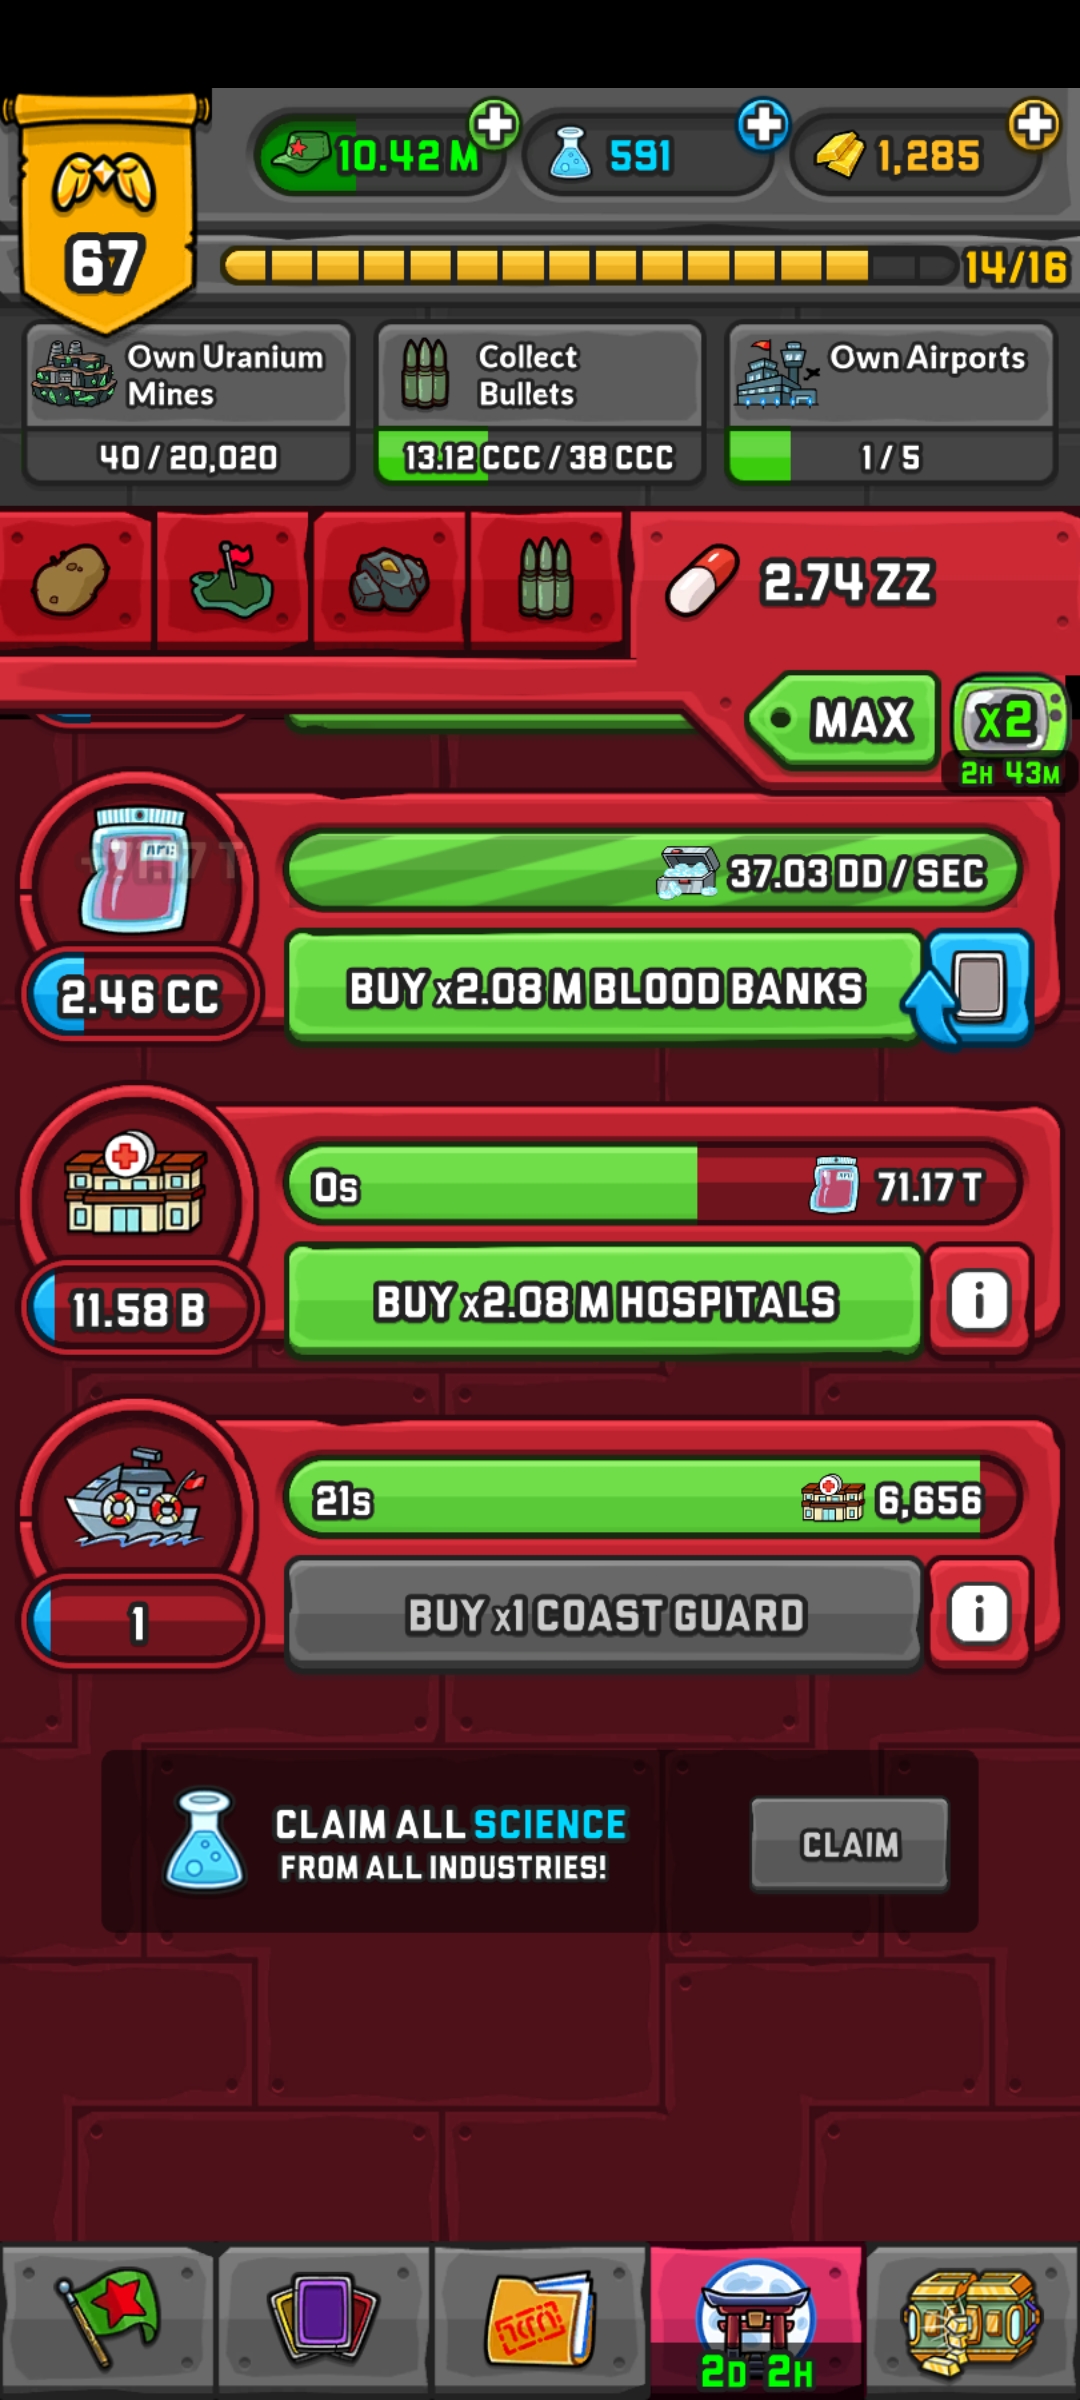 10.42 M
591
1,285
67
14/16
Own Uranium
Mines
40 / 20,020
Collect
Bullets
13.12 CCC / 38 CCC
Own Airports
1 / 5
2.74 ZZ
MAX
x2
2H 43M
37.03 DD / SEC
2.46 CC
BUY x2.08 M BLOOD BANKS
0s
71.17 T
11.58 B
BUY x2.08 M HOSPITALS
i
21s
6,656
1
BUY x1 COAST GUARD
i
CLAIM ALL SCIENCE
FROM ALL INDUSTRIES!
CLAIM
2D 2H